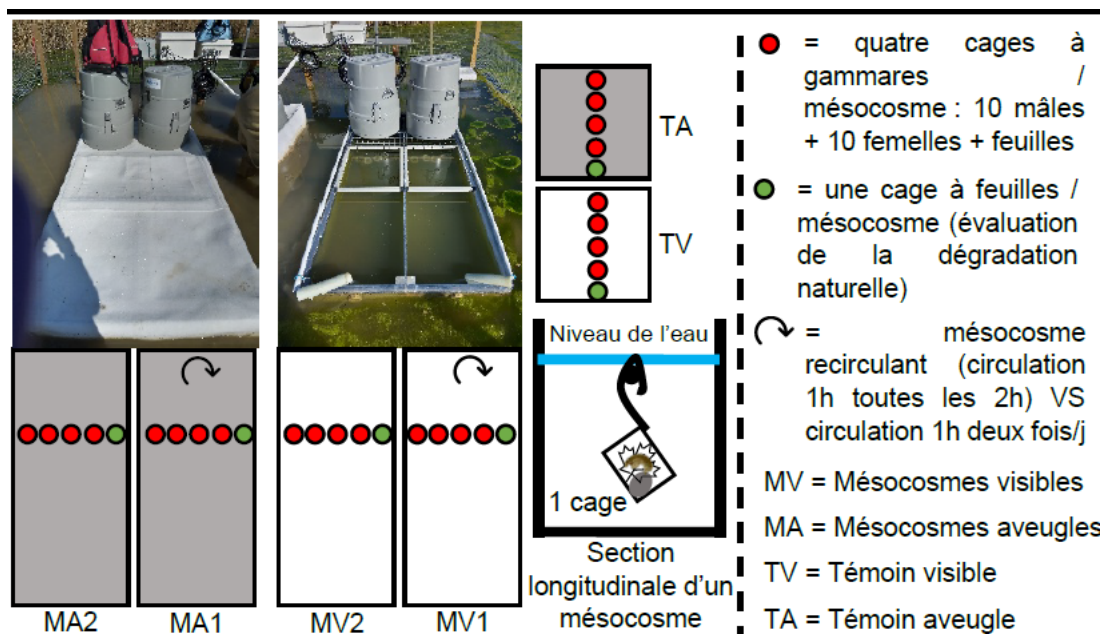 TA
TV
Niveau de l'eau
1 cage
Section
longitudinale d'un
mésocosme
MA2
MA1
MV2
MV1
= quatre cages à
gammares /
mésocosme : 10 mâles
+ 10 femelles + feuilles
= une cage à feuilles /
mésocosme (évaluation
de la dégradation
naturelle)
= mésocosme
recirculant (circulation
1h toutes les 2h) VS
circulation 1h deux fois/j
MV = Mésocosmes visibles
MA = Mésocosmes aveugles
TV = Témoin visible
TA = Témoin aveugle